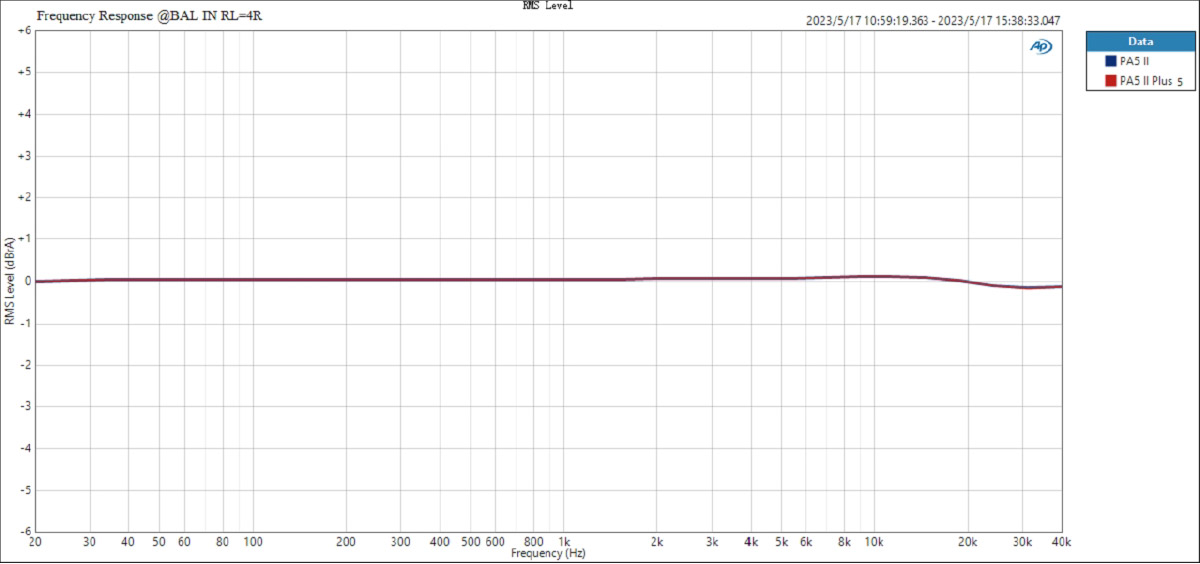 RMS Level
Frequency Response @BAL IN RL=4R
2023/5/17 10:59:19.363 - 2023/5/17 15:38:33.047
AP
Data
PA5 II
PA5 II Plus 5
RMS Level (dBrA)
+6
+5
+4
+3
+2
+1
0
-1
-2
-3
-4
-5
-6
20 30 40 50 60 80 100 200 300 400 500 600 800 1k 2k 3k 4k 5k 6k 8k 10k 20k 30k 40k
Frequency (Hz)